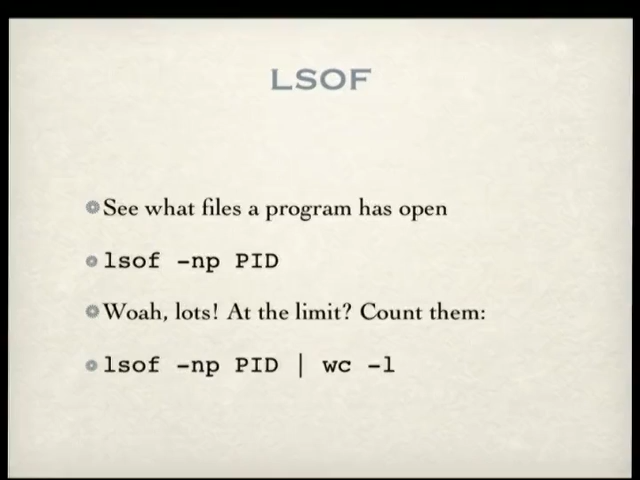 LSOF
See what files a program has open
lsof -np PID
Woah, lots! At the limit? Count them:
lsof -np PID | wc -l